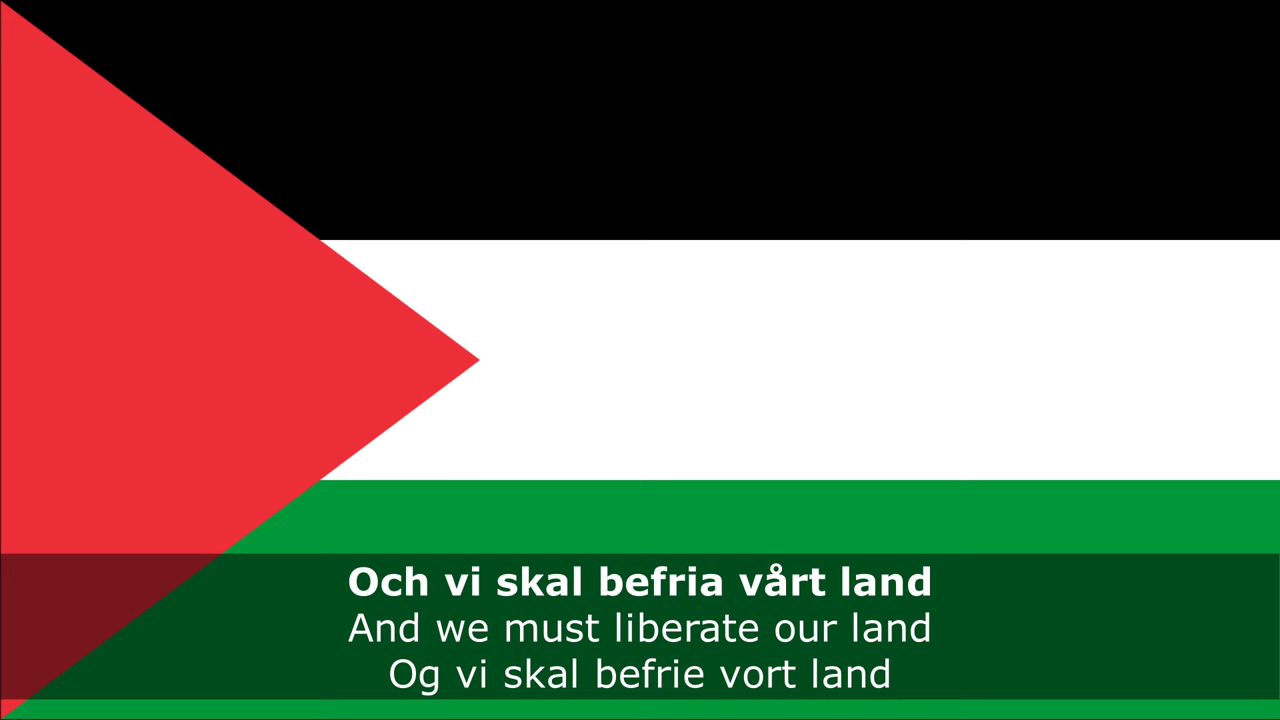 Och vi skal befria vårt land
And we must liberate our land
Og vi skal befrie vort land